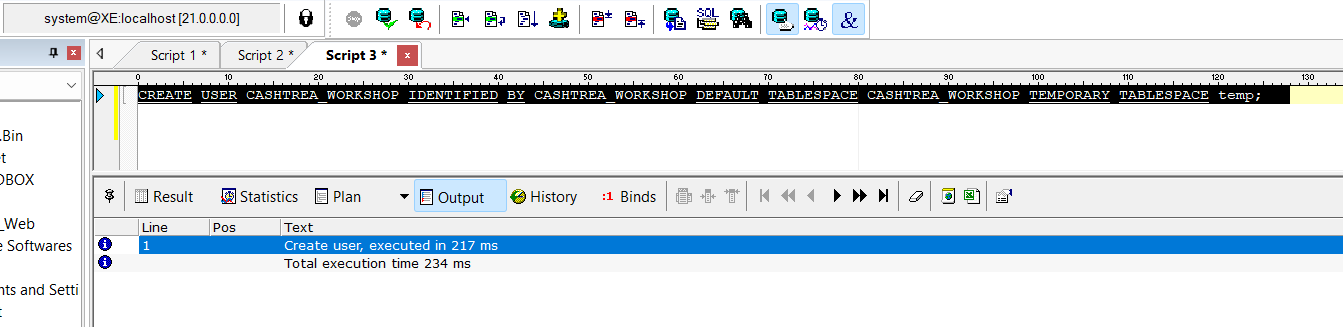 system@XE:localhost [21.0.0.0.0]
SQL
&
Script 1 *
Script 2 *
Script 3 *
0 10 20 30 40 50 60 70 80 90 100 110 120 130
CREATE USER CASHTREA_WORKSHOP IDENTIFIED BY CASHTREA_WORKSHOP DEFAULT TABLESPACE CASHTREA_WORKSHOP TEMPORARY TABLESPACE temp;
.Bin
et
OBOX
_Web
e Softwares
nts and Setti
t
Result
Statistics
Plan
Output
History
:1 Binds
Line Pos Text
1 Create user, executed in 217 ms
Total execution time 234 ms